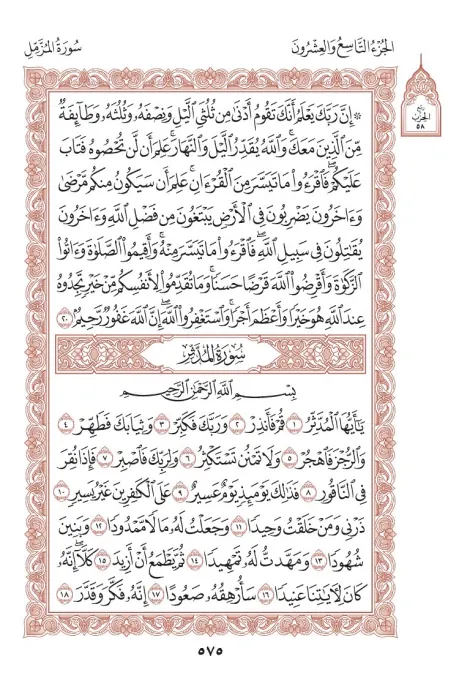 الجزء التاسع والعشرون
سورة المزمل
ربع
الحزب
٥٨
۞ إِنَّ رَبَّكَ يَعْلَمُ أَنَّكَ تَقُومُ أَدْنَىٰ مِن ثُلُثَيِ ٱلَّيْلِ وَنِصْفَهُۥ وَثُلُثَهُۥ وَطَآئِفَةٌ
مِّنَ ٱلَّذِينَ مَعَكَۚ وَٱللَّهُ يُقَدِّرُ ٱلَّيْلَ وَٱلنَّهَارَۚ عَلِمَ أَن لَّن تُحْصُوهُ فَتَابَ
عَلَيْكُمْۖ فَٱقْرَءُوا۟ مَا تَيَسَّرَ مِنَ ٱلْقُرْءَانِۚ عَلِمَ أَن سَيَكُونُ مِنكُم مَّرْضَىٰ
وَءَاخَرُونَ يَضْرِبُونَ فِى ٱلْأَرْضِ يَبْتَغُونَ مِن فَضْلِ ٱللَّهِ وَءَاخَرُونَ
يُقَٰتِلُونَ فِى سَبِيلِ ٱللَّهِۖ فَٱقْرَءُوا۟ مَا تَيَسَّرَ مِنْهُۚ وَأَقِيمُوا۟ ٱلصَّلَوٰةَ وَءَاتُوا۟
ٱلزَّكَوٰةَ وَأَقْرِضُوا۟ ٱللَّهَ قَرْضًا حَسَنًاۚ وَمَا تُقَدِّمُوا۟ لِأَنفُسِكُم مِّنْ خَيْرٍ تَجِدُوهُ
عِندَ ٱللَّهِ هُوَ خَيْرًا وَأَعْظَمَ أَجْرًاۚ وَٱسْتَغْفِرُوا۟ ٱللَّهَۖ إِنَّ ٱللَّهَ غَفُورٌ رَّحِيمٌۢ ٢٠
سورة المدثر
بِسْمِ ٱللَّهِ ٱلرَّحْمَٰنِ ٱلرَّحِيمِ
يَٰٓأَيُّهَا ٱلْمُدَّثِّرُ ١ قُمْ فَأَنذِرْ ٢ وَرَبَّكَ فَكَبِّرْ ٣ وَثِيَابَكَ فَطَهِّرْ ٤
وَٱلرُّجْزَ فَٱهْجُرْ ٥ وَلَا تَمْنُن تَسْتَكْثِرُ ٦ وَلِرَبِّكَ فَٱصْبِرْ ٧ فَإِذَا نُقِرَ
فِى ٱلنَّاقُورِ ٨ فَذَٰلِكَ يَوْمَئِذٍ يَوْمٌ عَسِيرٌ ٩ عَلَى ٱلْكَٰفِرِينَ غَيْرُ يَسِيرٍ ١٠
ذَرْنِى وَمَنْ خَلَقْتُ وَحِيدًا ١١ وَجَعَلْتُ لَهُۥ مَالًا مَّمْدُودًا ١٢ وَبَنِينَ
شُهُودًا ١٣ وَمَهَّدتُّ لَهُۥ تَمْهِيدًا ١٤ ثُمَّ يَطْمَعُ أَنْ أَزِيدَ ١٥ كَلَّآۖ إِنَّهُۥ
كَانَ لِءَايَٰتِنَا عَنِيدًا ١٦ سَأُرْهِقُهُۥ صَعُودًا ١٧ إِنَّهُۥ فَكَّرَ وَقَدَّرَ ١٨
٥٧٥